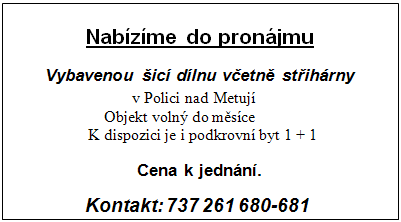 Nabízíme do pronájmu
Vybavenou šicí dílnu včetně střihárny
v Polici nad Metují
Objekt volný do měsíce
K dispozici je i podkrovní byt 1 + 1
Cena k jednání.
Kontakt: 737 261 680-681